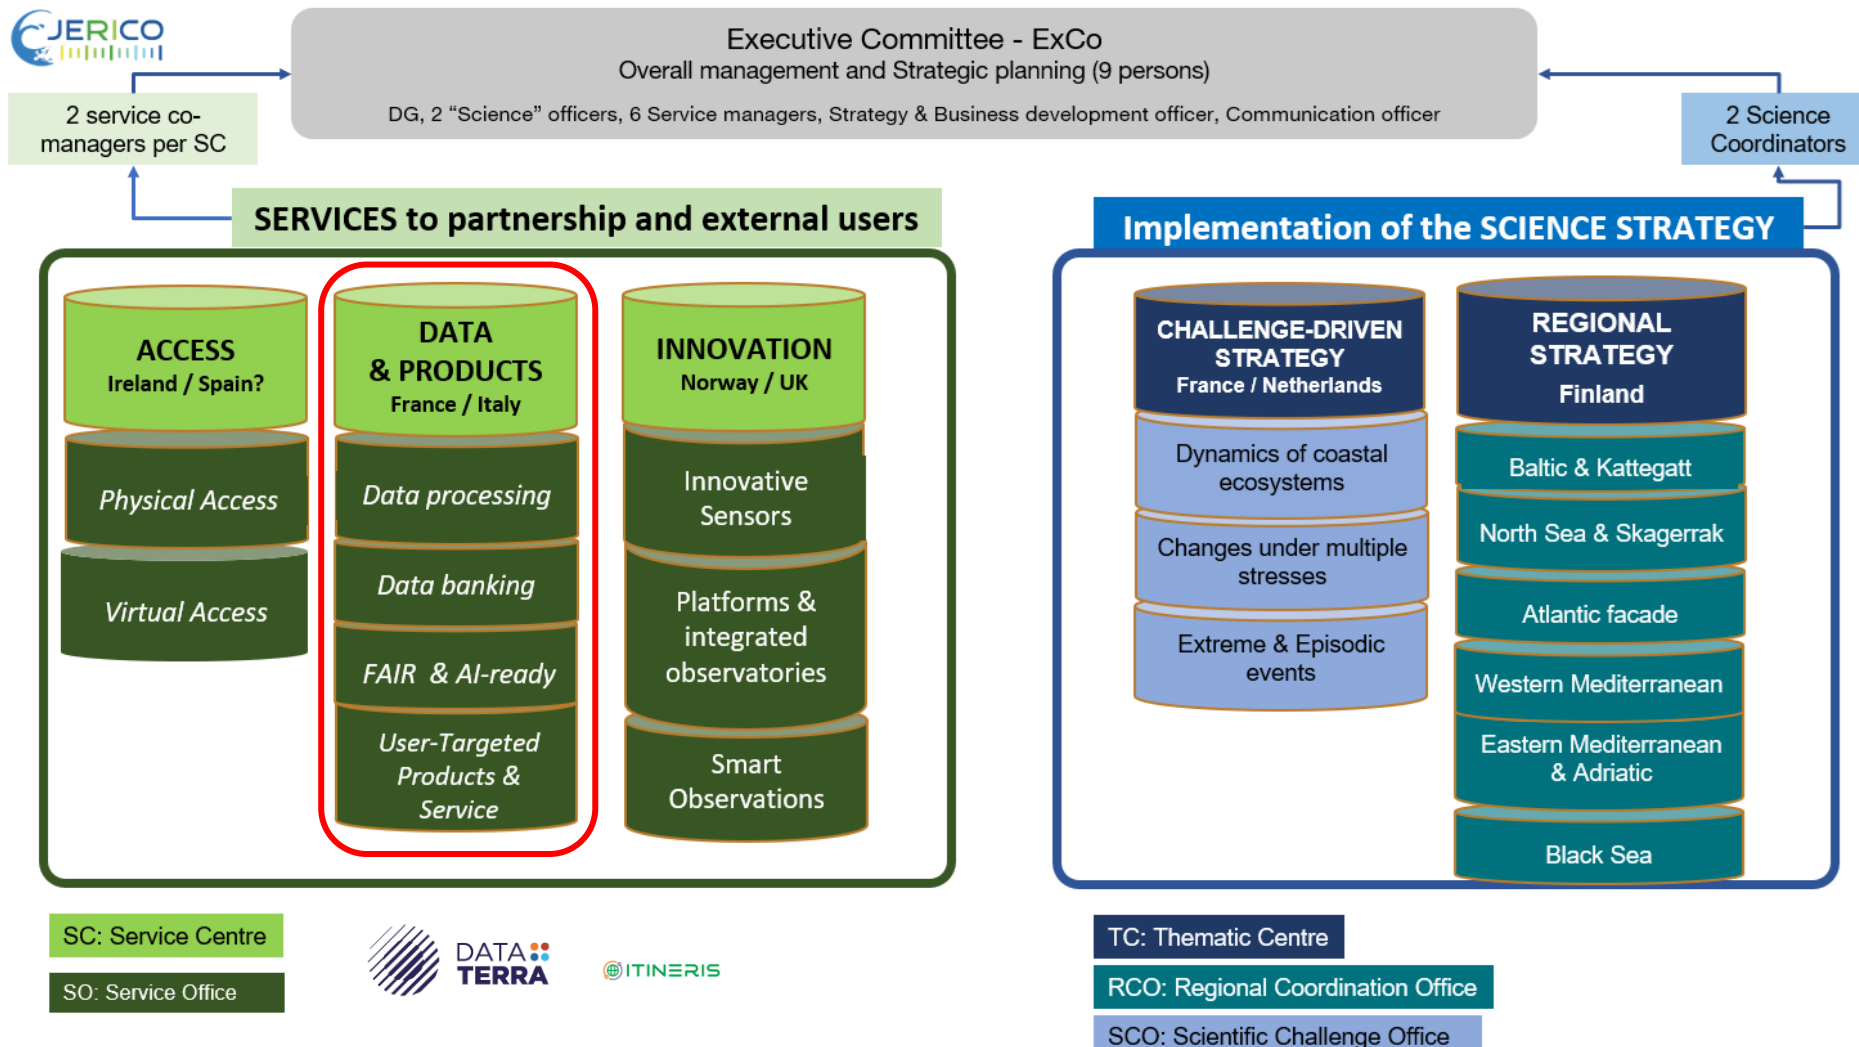 JERICO
Executive Committee - ExCo
Overall management and Strategic planning (9 persons)
DG, 2 “Science” officers, 6 Service managers, Strategy & Business development officer, Communication officer
2 service co-
managers per SC
2 Science
Coordinators
SERVICES to partnership and external users
ACCESS
Ireland / Spain?
Physical Access
Virtual Access
DATA
& PRODUCTS
France / Italy
Data processing
Data banking
FAIR & AI-ready
User-Targeted
Products &
Service
INNOVATION
Norway / UK
Innovative
Sensors
Platforms &
integrated
observatories
Smart
Observations
Implementation of the SCIENCE STRATEGY
CHALLENGE-DRIVEN
STRATEGY
France / Netherlands
Dynamics of coastal
ecosystems
Changes under multiple
stresses
Extreme & Episodic
events
REGIONAL
STRATEGY
Finland
Baltic & Kattegatt
North Sea & Skagerrak
Atlantic facade
Western Mediterranean
Eastern Mediterranean
& Adriatic
Black Sea
SC: Service Centre
SO: Service Office
DATA
TERRA
ITINERIS
TC: Thematic Centre
RCO: Regional Coordination Office
SCO: Scientific Challenge Office